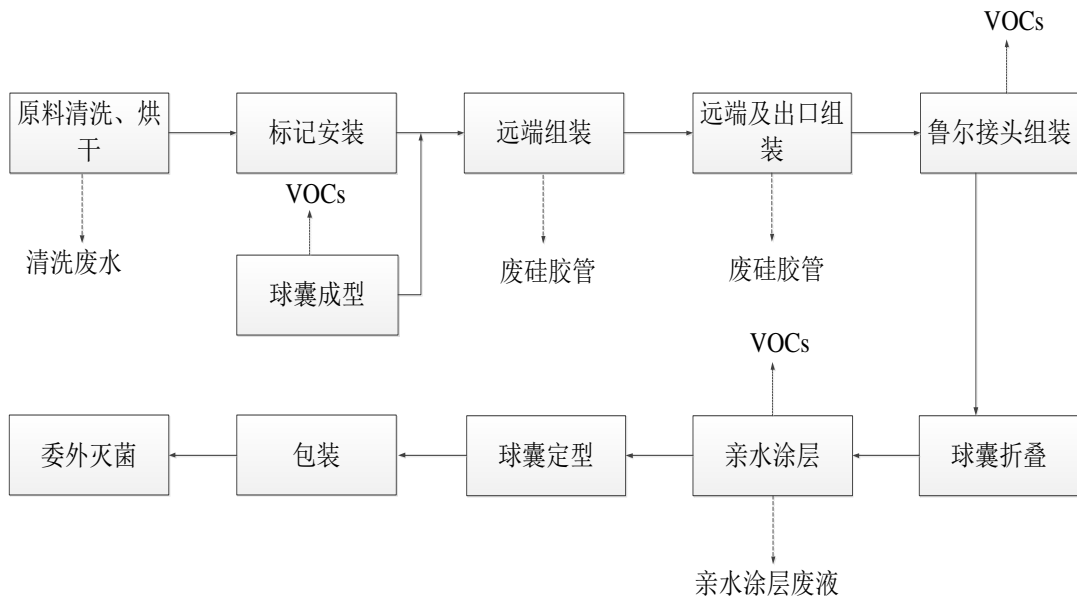 VOCs
原料清洗、烘
干
标记安装
远端组装
远端及出口组
装
鲁尔接头组装
VOCs
清洗废水
球囊成型
废硅胶管
废硅胶管
VOCs
委外灭菌
包装
球囊定型
亲水涂层
球囊折叠
亲水涂层废液